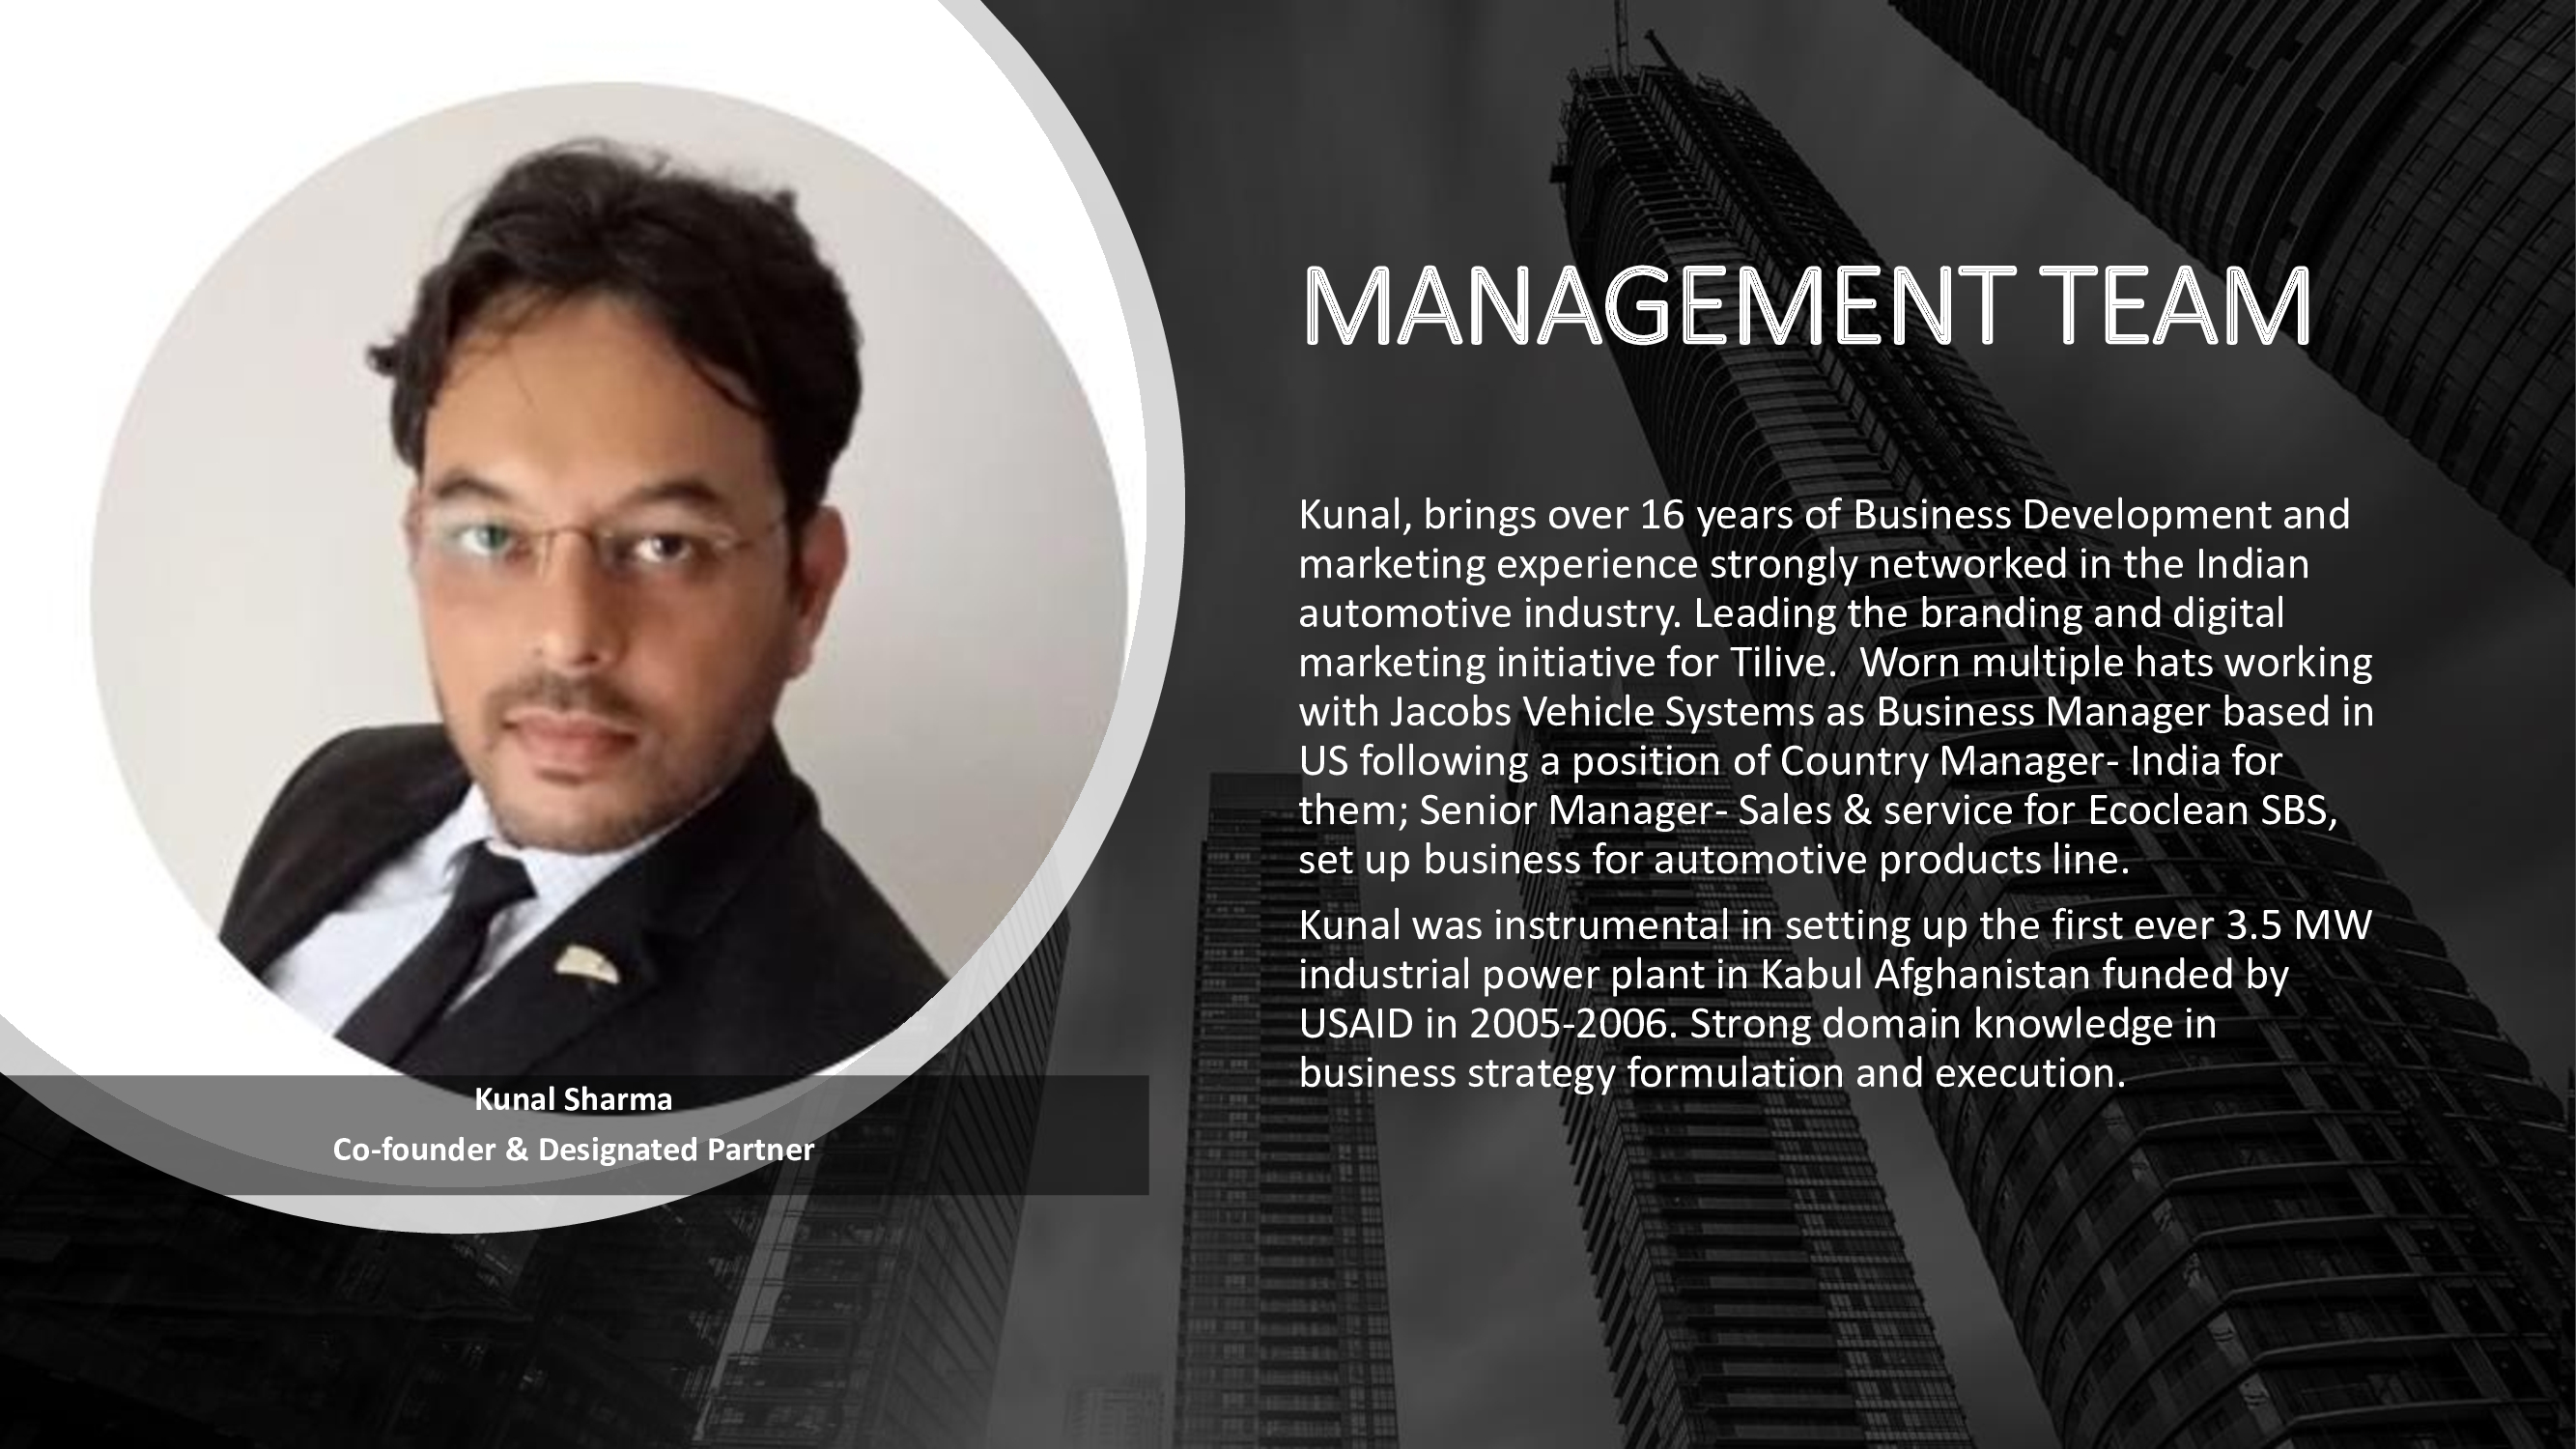 MANAGEMENT TEAM
Kunal, brings over 16 years of Business Development and
marketing experience strongly networked in the Indian
automotive industry. Leading the branding and digital
marketing initiative for Tilive.  Worn multiple hats working
with Jacobs Vehicle Systems as Business Manager based in
US following a position of Country Manager- India for
them; Senior Manager- Sales & service for Ecoclean SBS,
set up business for automotive products line.
Kunal was instrumental in setting up the first ever 3.5 MW
industrial power plant in Kabul Afghanistan funded by
USAID in 2005-2006. Strong domain knowledge in
business strategy formulation and execution.
Kunal Sharma
Co-founder & Designated Partner